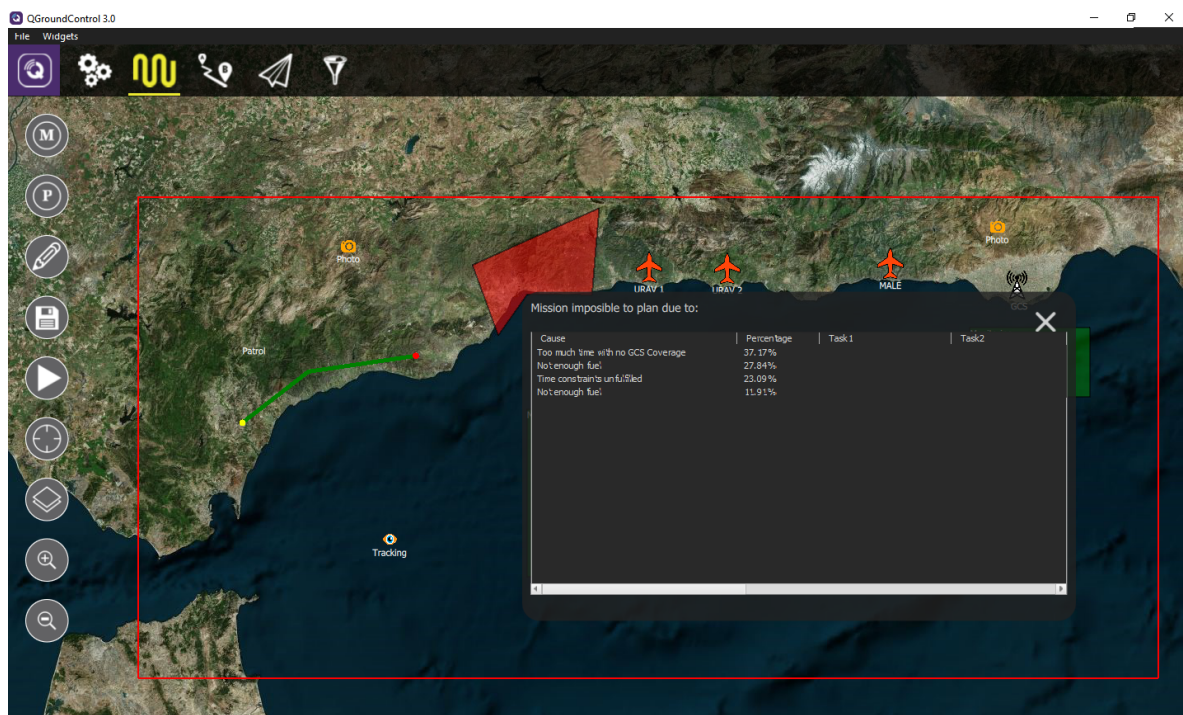 QGroundControl 3.0
File Widgets
M
P
Photo
Photo
URAV 1
URAV 2
MALE
GCS
Patrol
Tracking
Mission imposible to plan due to:
Cause Percentage Task1 Task2
Too much time with no GCS Coverage 37.17%
Not enough fuel 27.84%
Time constraints unfulfilled 23.09%
Not enough fuel 11.91%